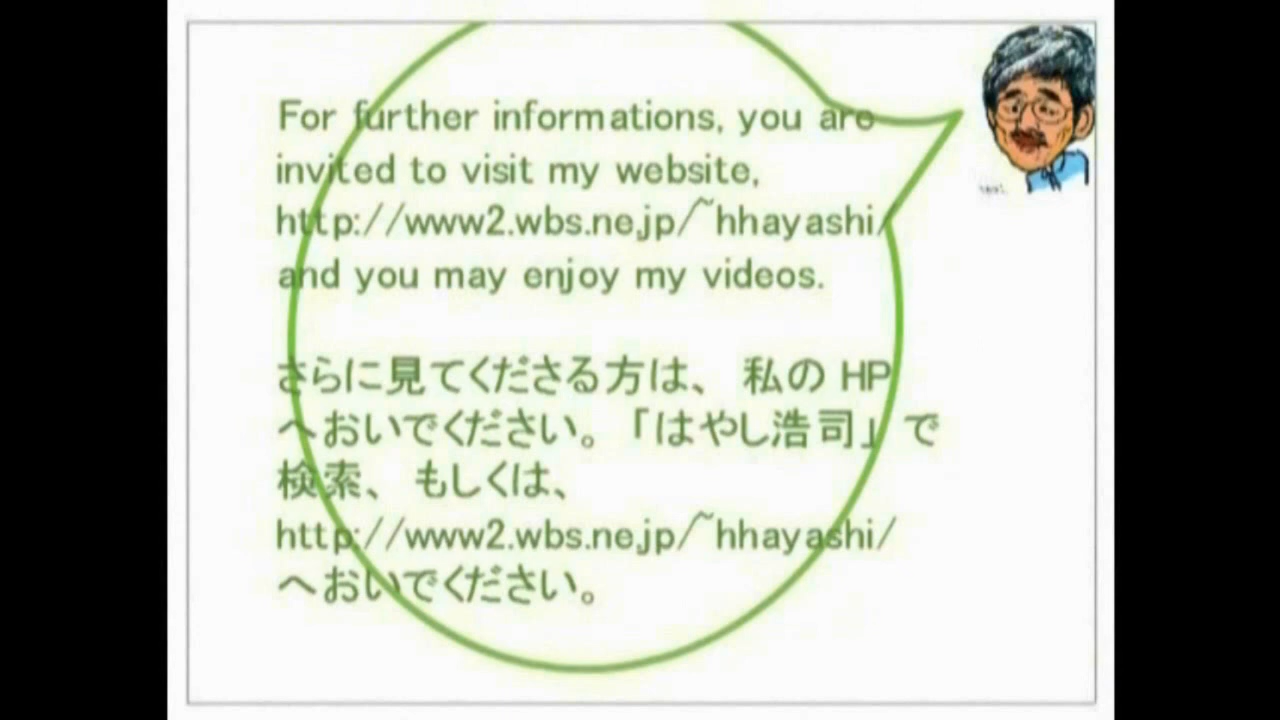 For further informations, you are
invited to visit my website,
http://www2.wbs.ne.jp/~hhayashi/
and you may enjoy my videos.
さらに見てくださる方は、私のHP
へおいでください。「はやし浩司」で
検索、もしくは、
http://www2.wbs.ne.jp/~hhayashi/
へおいでください。